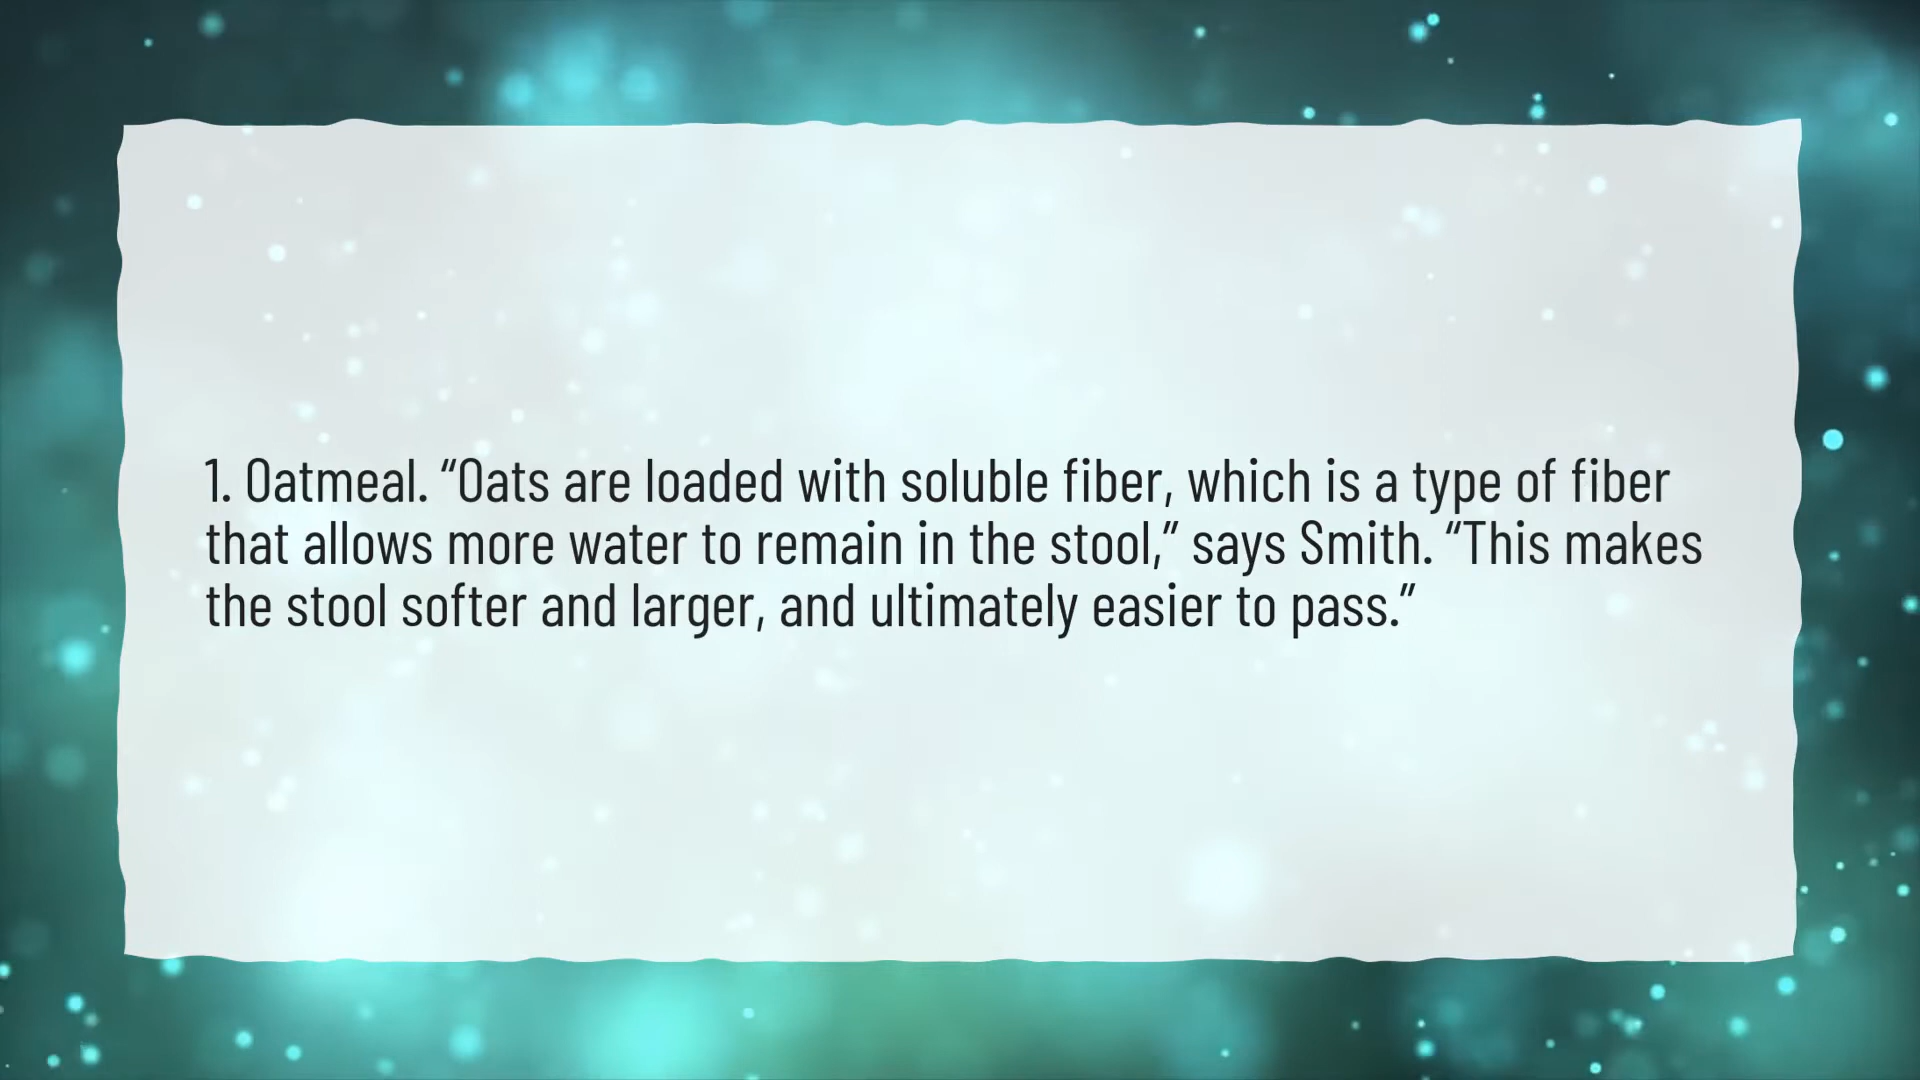 1. Oatmeal. “Oats are loaded with soluble fiber, which is a type of fiber
that allows more water to remain in the stool,” says Smith. “This makes
the stool softer and larger, and ultimately easier to pass.”